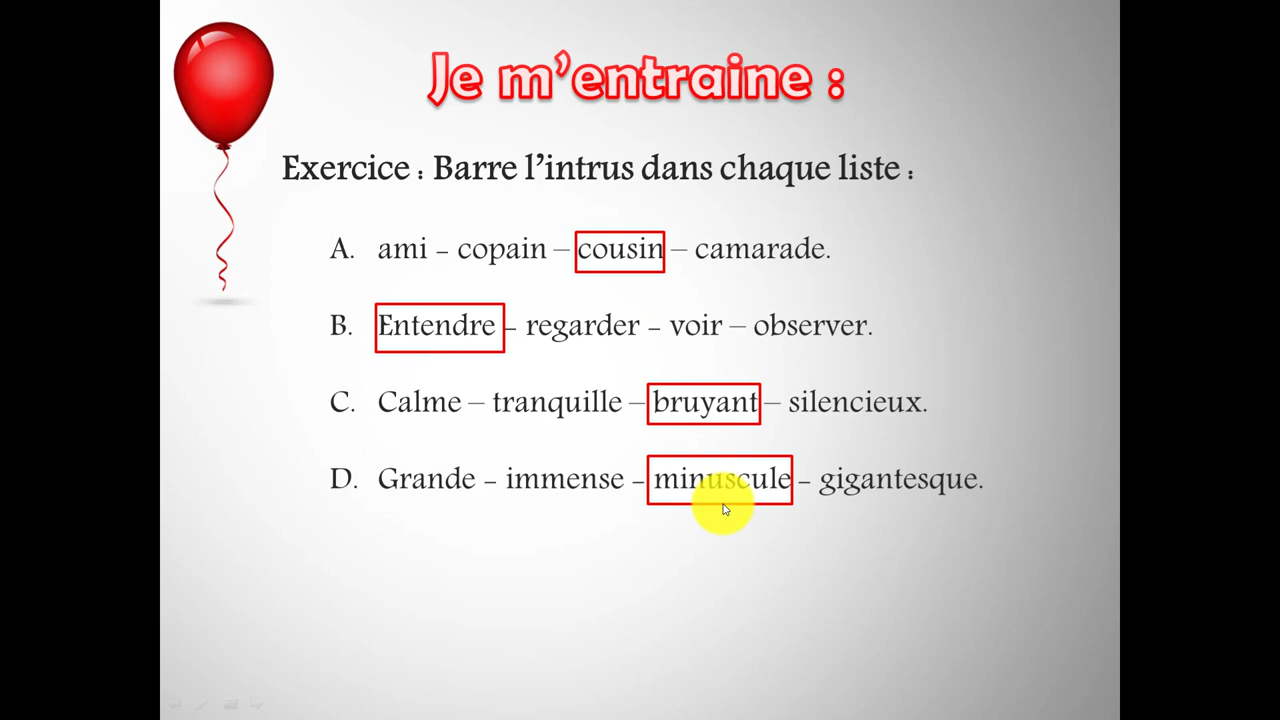 Je m’entraine :
Exercice : Barre l’intrus dans chaque liste :
A. ami - copain – cousin – camarade.
B. Entendre - regarder - voir – observer.
C. Calme – tranquille – bruyant – silencieux.
D. Grande - immense - minuscule - gigantesque.